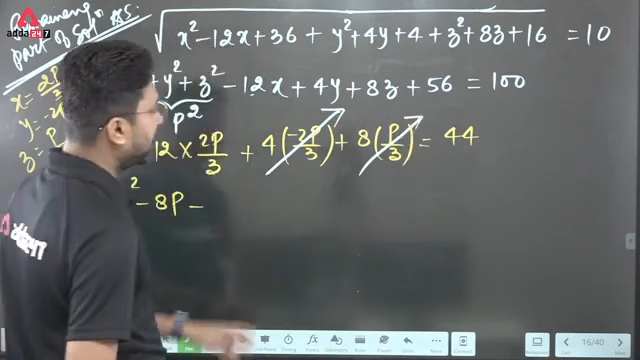 Remaining
part of Sol
adda247
√x²-12x+36 + y²+4y+4+z²+8z+16 = 10
x = 2P/3
+y²+z² -12x+4y+8z+56 = 100
P²
y = -2
z = P
12 × 2P/3 + 4(-2P/3) + 8(P/3) = 44
² - 8P -
adda247
16/40